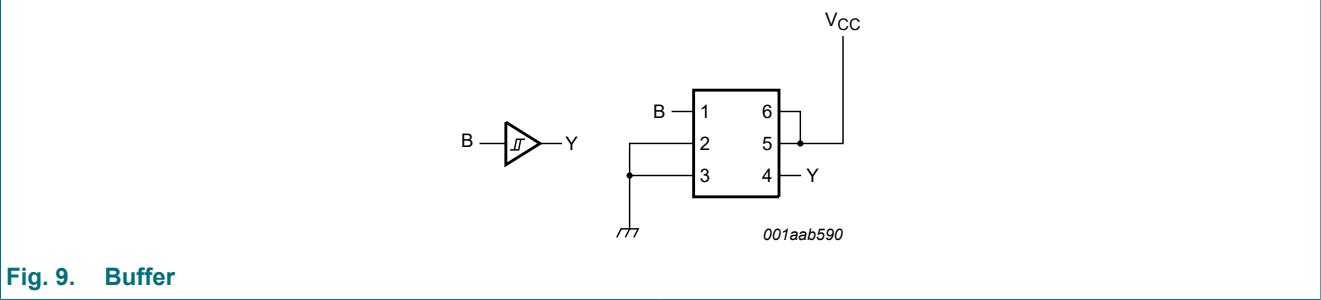 VCC
B 1 6
B Y 2 5
3 4 Y
001aab590
Fig. 9. Buffer